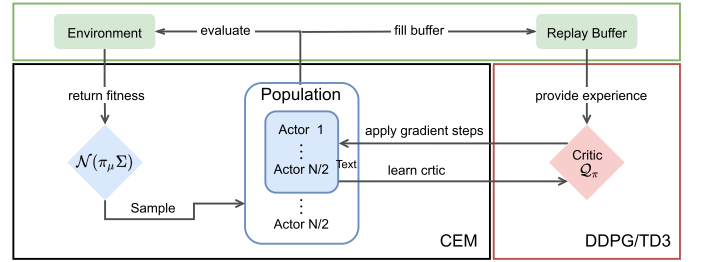 Environment
evaluate
fill buffer
Replay Buffer
return fitness
Population
provide experience
Actor 1
⋮
Actor N/2
Text
apply gradient steps
learn crtic
𝒩(π_μ Σ)
Critic
𝒬_π
Sample
⋮
Actor N/2
CEM
DDPG/TD3